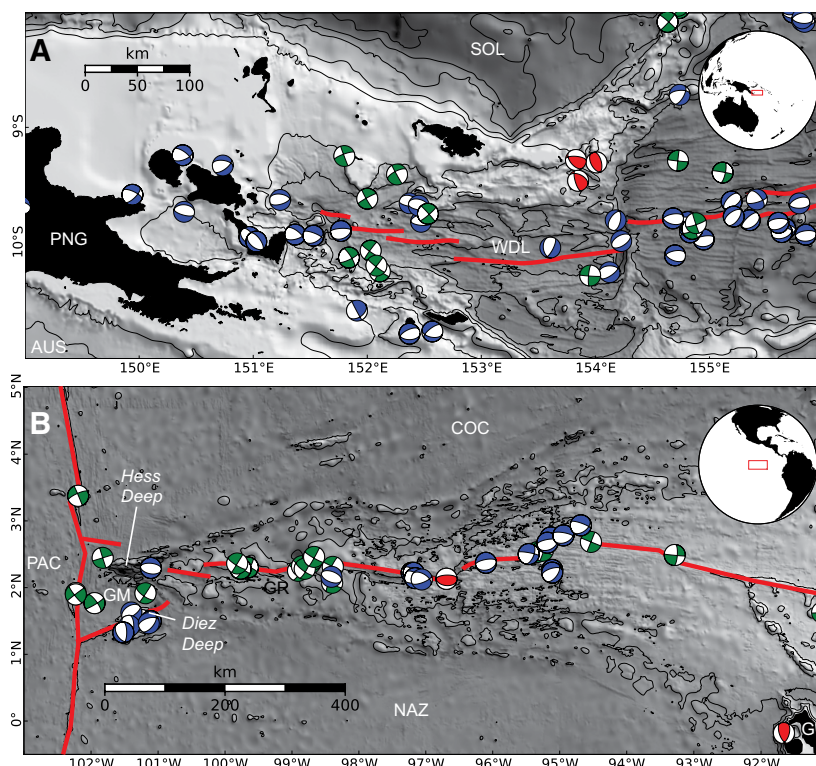 A
km
0 50 100
SOL
9°S
10°S
PNG
WDL
AUS
150°E 151°E 152°E 153°E 154°E 155°E
5°N
B
COC
4°N
Hess
Deep
3°N
PAC
2°N
GM
GR
Diez
Deep
1°N
km
0 200 400
NAZ
0°
G
102°W 101°W 100°W 99°W 98°W 97°W 96°W 95°W 94°W 93°W 92°W